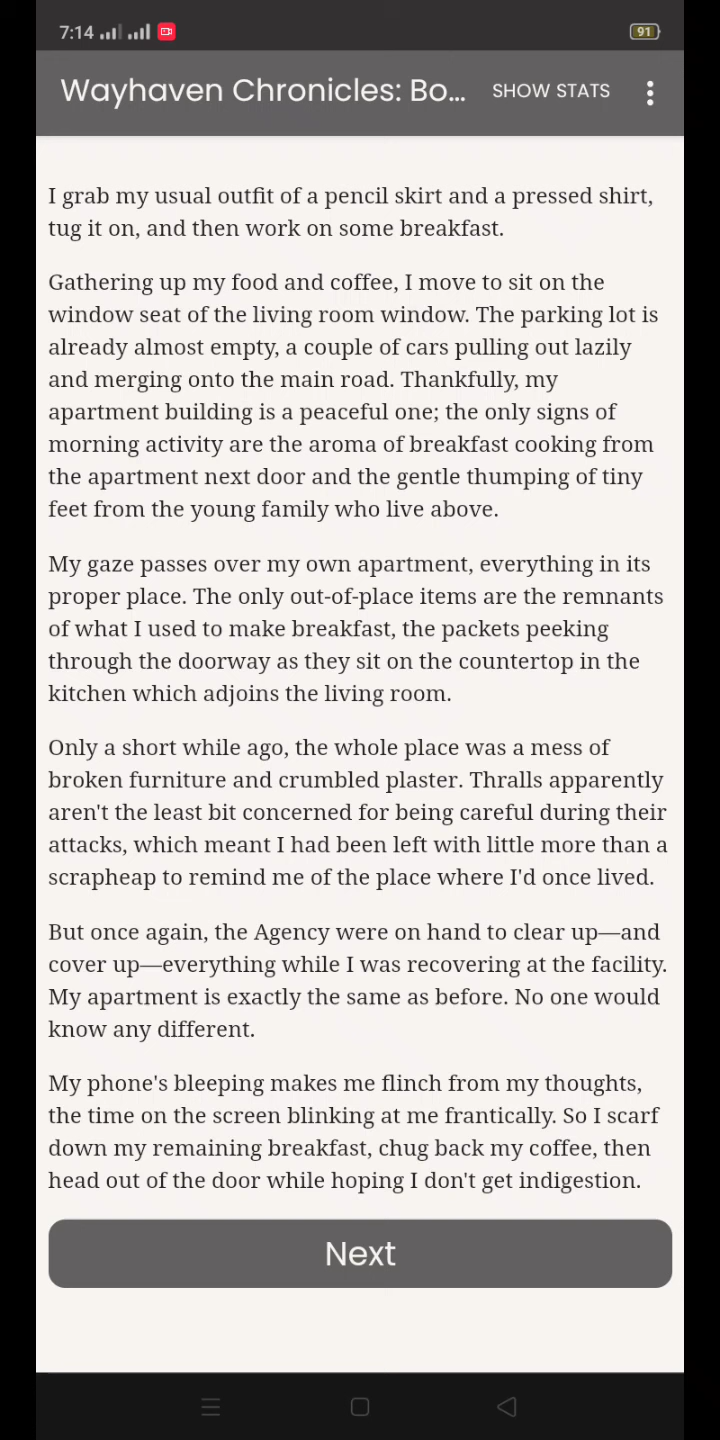 7:14
91
Wayhaven Chronicles: Bo...
SHOW STATS
I grab my usual outfit of a pencil skirt and a pressed shirt,
tug it on, and then work on some breakfast.
Gathering up my food and coffee, I move to sit on the
window seat of the living room window. The parking lot is
already almost empty, a couple of cars pulling out lazily
and merging onto the main road. Thankfully, my
apartment building is a peaceful one; the only signs of
morning activity are the aroma of breakfast cooking from
the apartment next door and the gentle thumping of tiny
feet from the young family who live above.
My gaze passes over my own apartment, everything in its
proper place. The only out-of-place items are the remnants
of what I used to make breakfast, the packets peeking
through the doorway as they sit on the countertop in the
kitchen which adjoins the living room.
Only a short while ago, the whole place was a mess of
broken furniture and crumbled plaster. Thralls apparently
aren't the least bit concerned for being careful during their
attacks, which meant I had been left with little more than a
scrapheap to remind me of the place where I'd once lived.
But once again, the Agency were on hand to clear up—and
cover up—everything while I was recovering at the facility.
My apartment is exactly the same as before. No one would
know any different.
My phone's bleeping makes me flinch from my thoughts,
the time on the screen blinking at me frantically. So I scarf
down my remaining breakfast, chug back my coffee, then
head out of the door while hoping I don't get indigestion.
Next